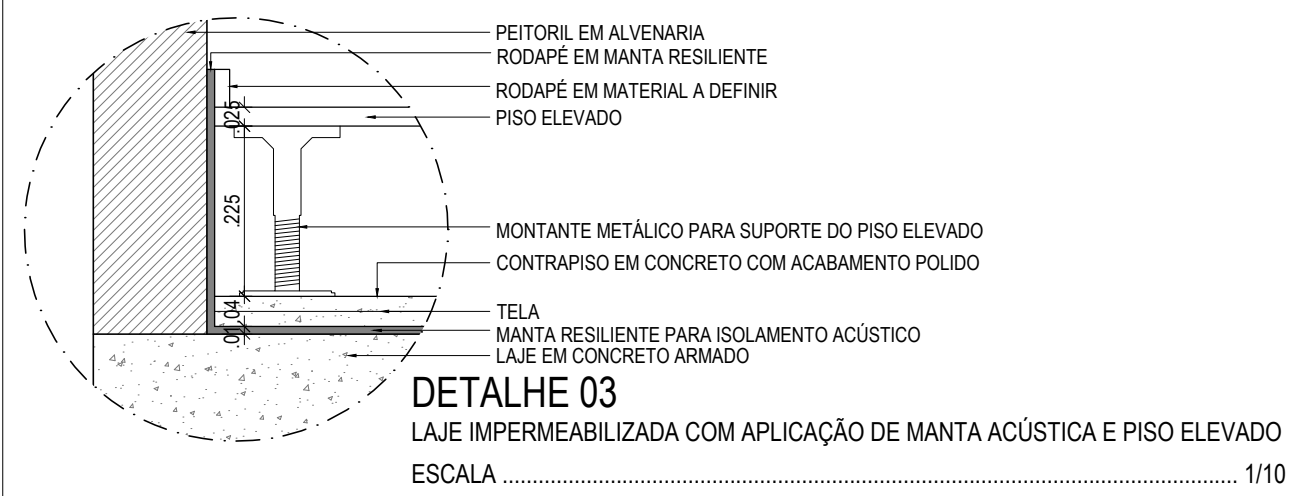 PEITORIL EM ALVENARIA
RODAPÉ EM MANTA RESILIENTE
RODAPÉ EM MATERIAL A DEFINIR
PISO ELEVADO
MONTANTE METÁLICO PARA SUPORTE DO PISO ELEVADO
CONTRAPISO EM CONCRETO COM ACABAMENTO POLIDO
TELA
MANTA RESILIENTE PARA ISOLAMENTO ACÚSTICO
LAJE EM CONCRETO ARMADO
.025
.225
.04
.01
DETALHE 03
LAJE IMPERMEABILIZADA COM APLICAÇÃO DE MANTA ACÚSTICA E PISO ELEVADO
ESCALA ........................................................................................................................... 1/10